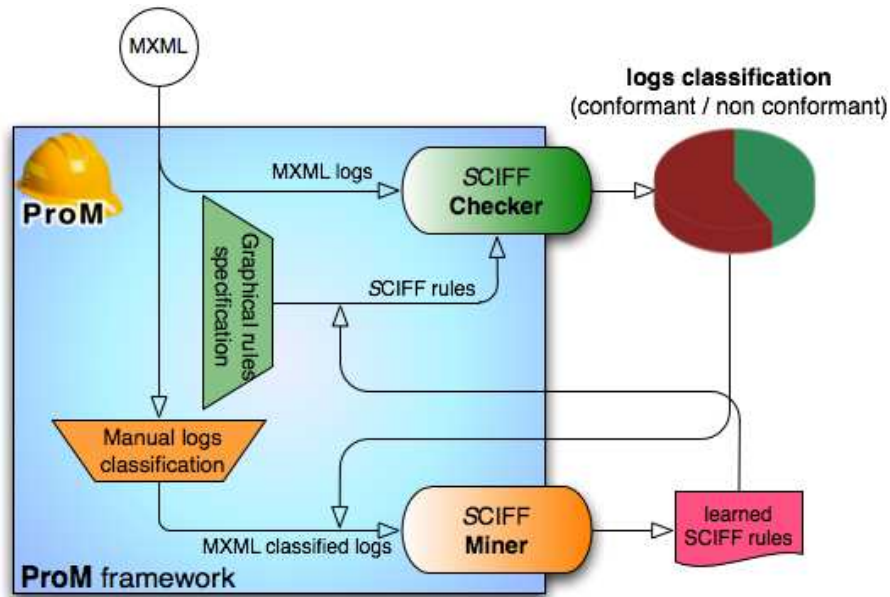 MXML
logs classification
(conformant / non conformant)
ProM
MXML logs
SCIFF
Checker
Graphical rules
specification
SCIFF rules
Manual logs
classification
MXML classified logs
SCIFF
Miner
learned
SCIFF rules
ProM framework